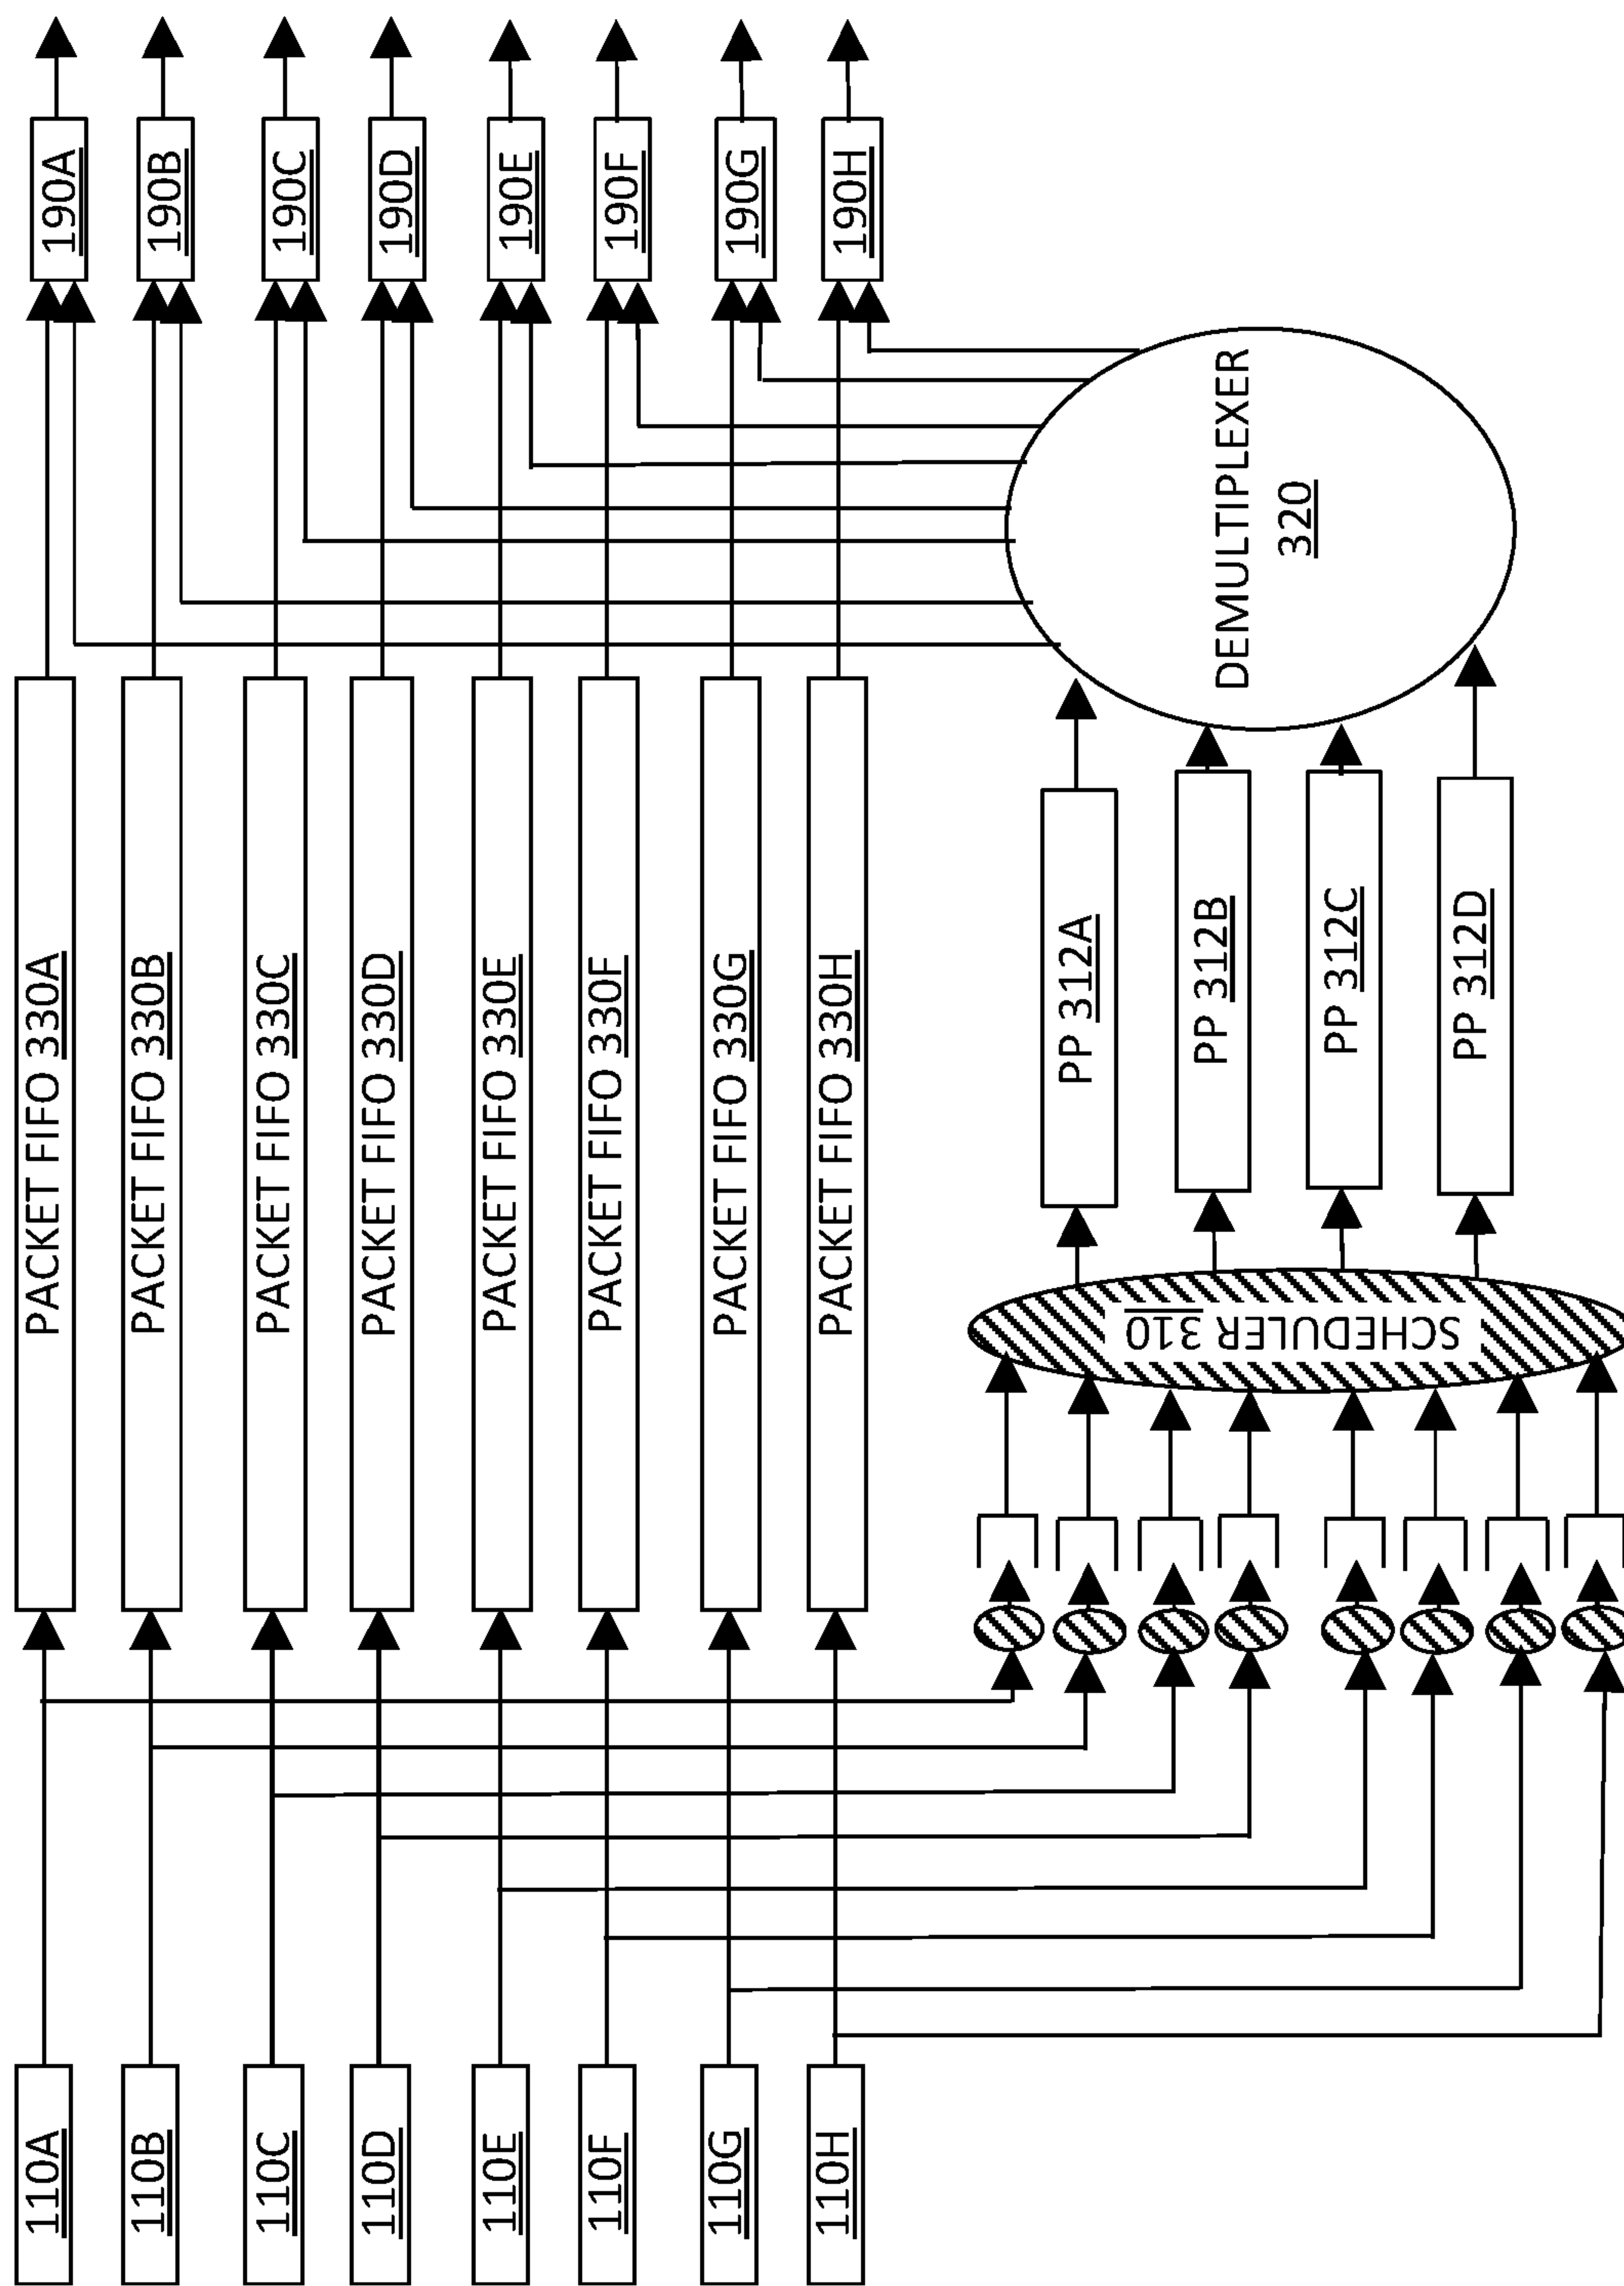 110A
PACKET FIFO 330A
190A
110B
PACKET FIFO 330B
190B
110C
PACKET FIFO 330C
190C
110D
PACKET FIFO 330D
190D
110E
PACKET FIFO 330E
190E
110F
PACKET FIFO 330F
190F
110G
PACKET FIFO 330G
190G
110H
PACKET FIFO 330H
190H
SCHEDULER 310
PP 312A
PP 312B
PP 312C
PP 312D
DEMULTIPLEXER
320